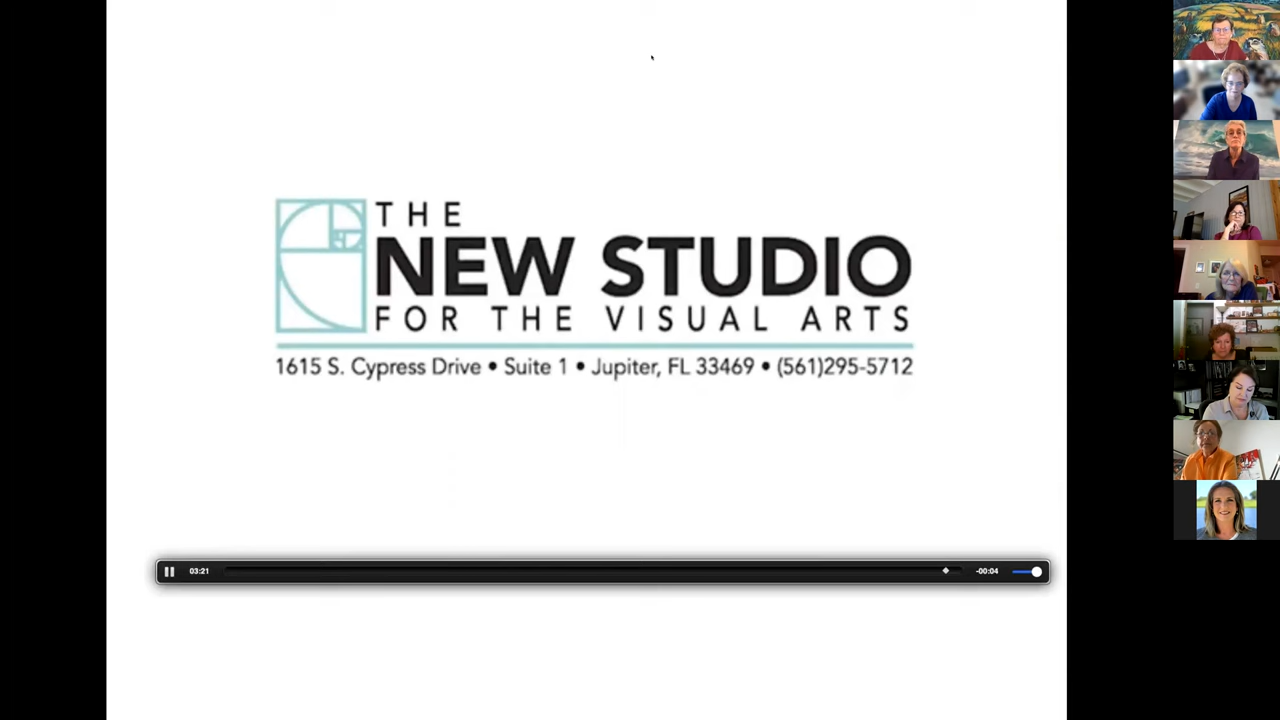 THE
NEW STUDIO
FOR THE VISUAL ARTS
1615 S. Cypress Drive • Suite 1 • Jupiter, FL 33469 • (561)295-5712
03:21
-00:04